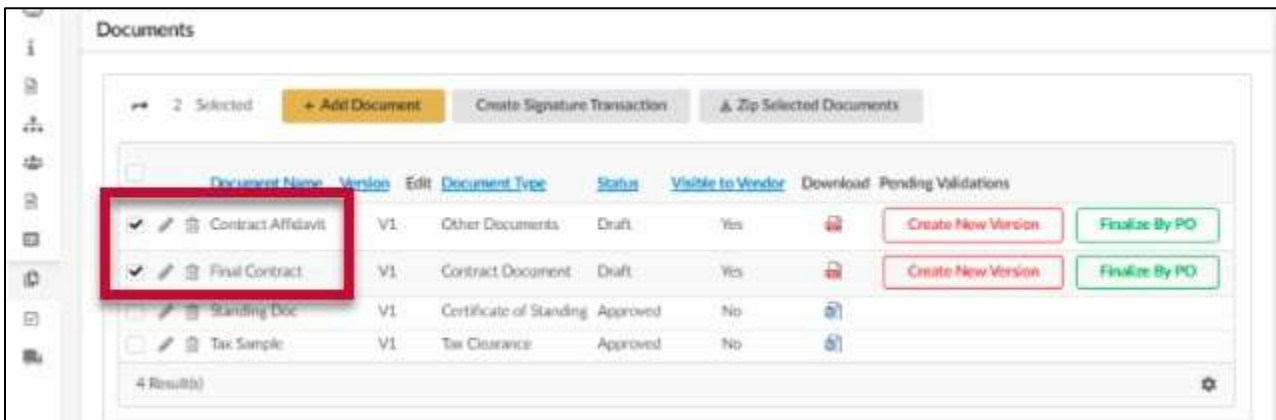 Documents
2 Selected + Add Document Create Signature Transaction Zip Selected Documents
Document Name Version Edit Document Type Status Visible to Vendor Download Pending Validations
Contract Affidavit V1 Other Documents Draft Yes Create New Version Finalize By PO
Final Contract V1 Contract Document Draft Yes Create New Version Finalize By PO
Standing Doc V1 Certificate of Standing Approved No
Tax Sample V1 Tax Clearance Approved No
4 Result(s)